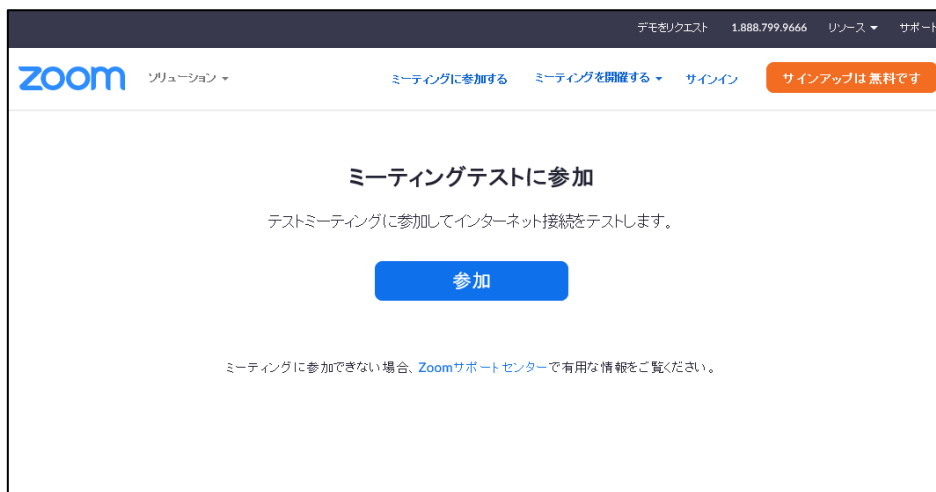 デモをリクエスト 1.888.799.9666 リソース サポート
zoom ソリューション ミーティングに参加する ミーティングを開催する サインイン サインアップは無料です
ミーティングテストに参加
テストミーティングに参加してインターネット接続をテストします。
参加
ミーティングに参加できない場合、Zoomサポートセンターで有用な情報をご覧ください。